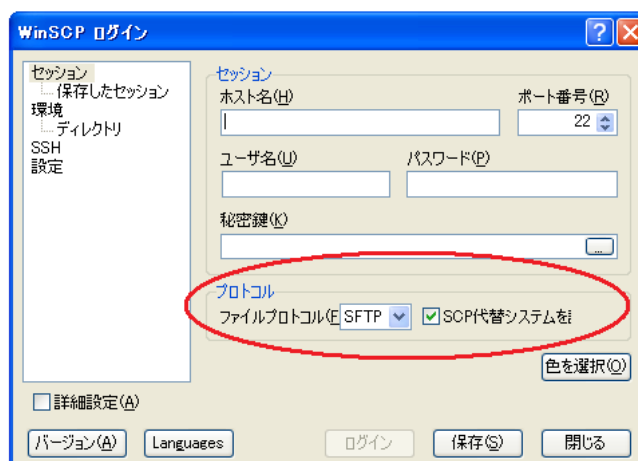 WinSCP ログイン
セッション
保存したセッション
環境
ディレクトリ
SSH
設定
セッション
ホスト名(H)
ポート番号(R)
22
ユーザ名(U)
パスワード(P)
秘密鍵(K)
...
プロトコル
ファイルプロトコル(F
SFTP
SCP代替システムを
色を選択(O)
詳細設定(A)
バージョン(A)
Languages
ログイン
保存(S)
閉じる